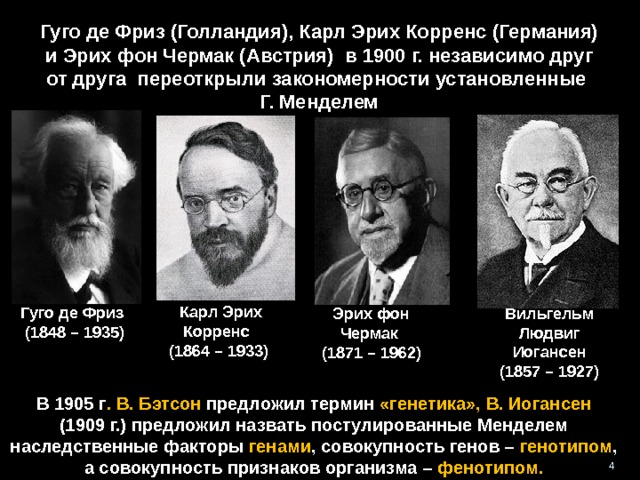 Гуго де Фриз (Голландия), Карл Эрих Корренс (Германия)
и Эрих фон Чермак (Австрия) в 1900 г. независимо друг
от друга переоткрыли закономерности установленные
Г. Менделем
Гуго де Фриз
(1848 – 1935)
Карл Эрих
Корренс
(1864 – 1933)
Эрих фон
Чермак
(1871 – 1962)
Вильгельм
Людвиг
Иогансен
(1857 – 1927)
В 1905 г. В. Бэтсон предложил термин «генетика», В. Иогансен
(1909 г.) предложил назвать постулированные Менделем
наследственные факторы генами, совокупность генов – генотипом,
а совокупность признаков организма – фенотипом.
4